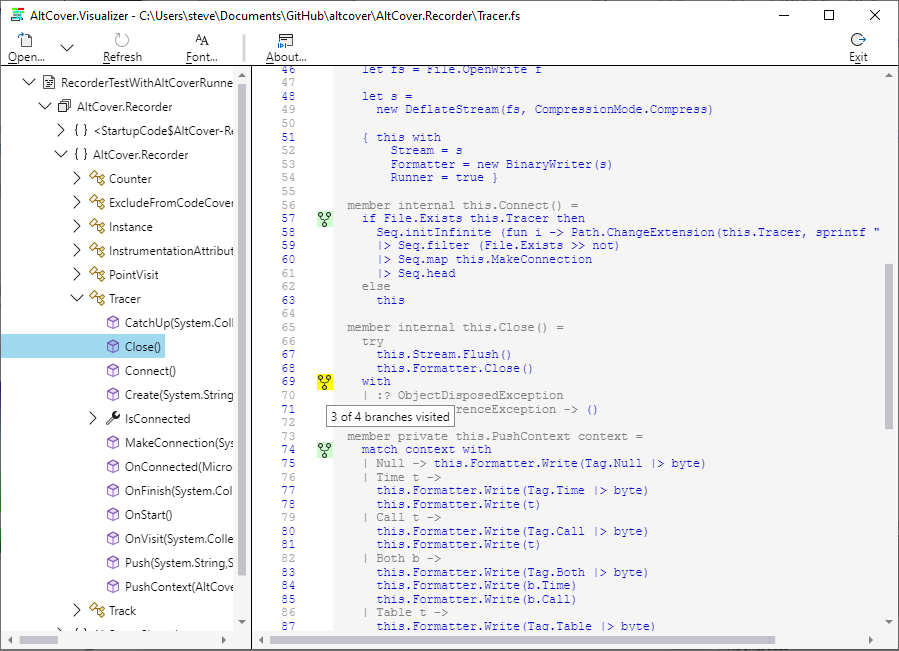 AltCover.Visualizer - C:\Users\steve\Documents\GitHub\altcover\AltCover.Recorder\Tracer.fs
Open... Refresh Font... About... Exit
RecorderTestWithAltCoverRunne
AltCover.Recorder
{ } <StartupCode$AltCover-Re
{ } AltCover.Recorder
Counter
ExcludeFromCodeCover
Instance
InstrumentationAttribut
PointVisit
Tracer
CatchUp(System.Coll
Close()
Connect()
Create(System.String
IsConnected
MakeConnection(Sys
OnConnected(Micro
OnFinish(System.Col
OnStart()
OnVisit(System.Colle
Push(System.String,S
PushContext(AltCove
Track
46 let fs = File.OpenWrite f
47
48 let s =
49 new DeflateStream(fs, CompressionMode.Compress)
50
51 { this with
52 Stream = s
53 Formatter = new BinaryWriter(s)
54 Runner = true }
55
56 member internal this.Connect() =
57 if File.Exists this.Tracer then
58 Seq.initInfinite (fun i -> Path.ChangeExtension(this.Tracer, sprintf "
59 |> Seq.filter (File.Exists >> not)
60 |> Seq.map this.MakeConnection
61 |> Seq.head
62 else
63 this
64
65 member internal this.Close() =
66 try
67 this.Stream.Flush()
68 this.Formatter.Close()
69 with
70 | :? ObjectDisposedException
71 renceException -> ()
3 of 4 branches visited
72
73 member private this.PushContext context =
74 match context with
75 | Null -> this.Formatter.Write(Tag.Null |> byte)
76 | Time t ->
77 this.Formatter.Write(Tag.Time |> byte)
78 this.Formatter.Write(t)
79 | Call t ->
80 this.Formatter.Write(Tag.Call |> byte)
81 this.Formatter.Write(t)
82 | Both b ->
83 this.Formatter.Write(Tag.Both |> byte)
84 this.Formatter.Write(b.Time)
85 this.Formatter.Write(b.Call)
86 | Table t ->
87 this.Formatter.Write(Tag.Table |> byte)